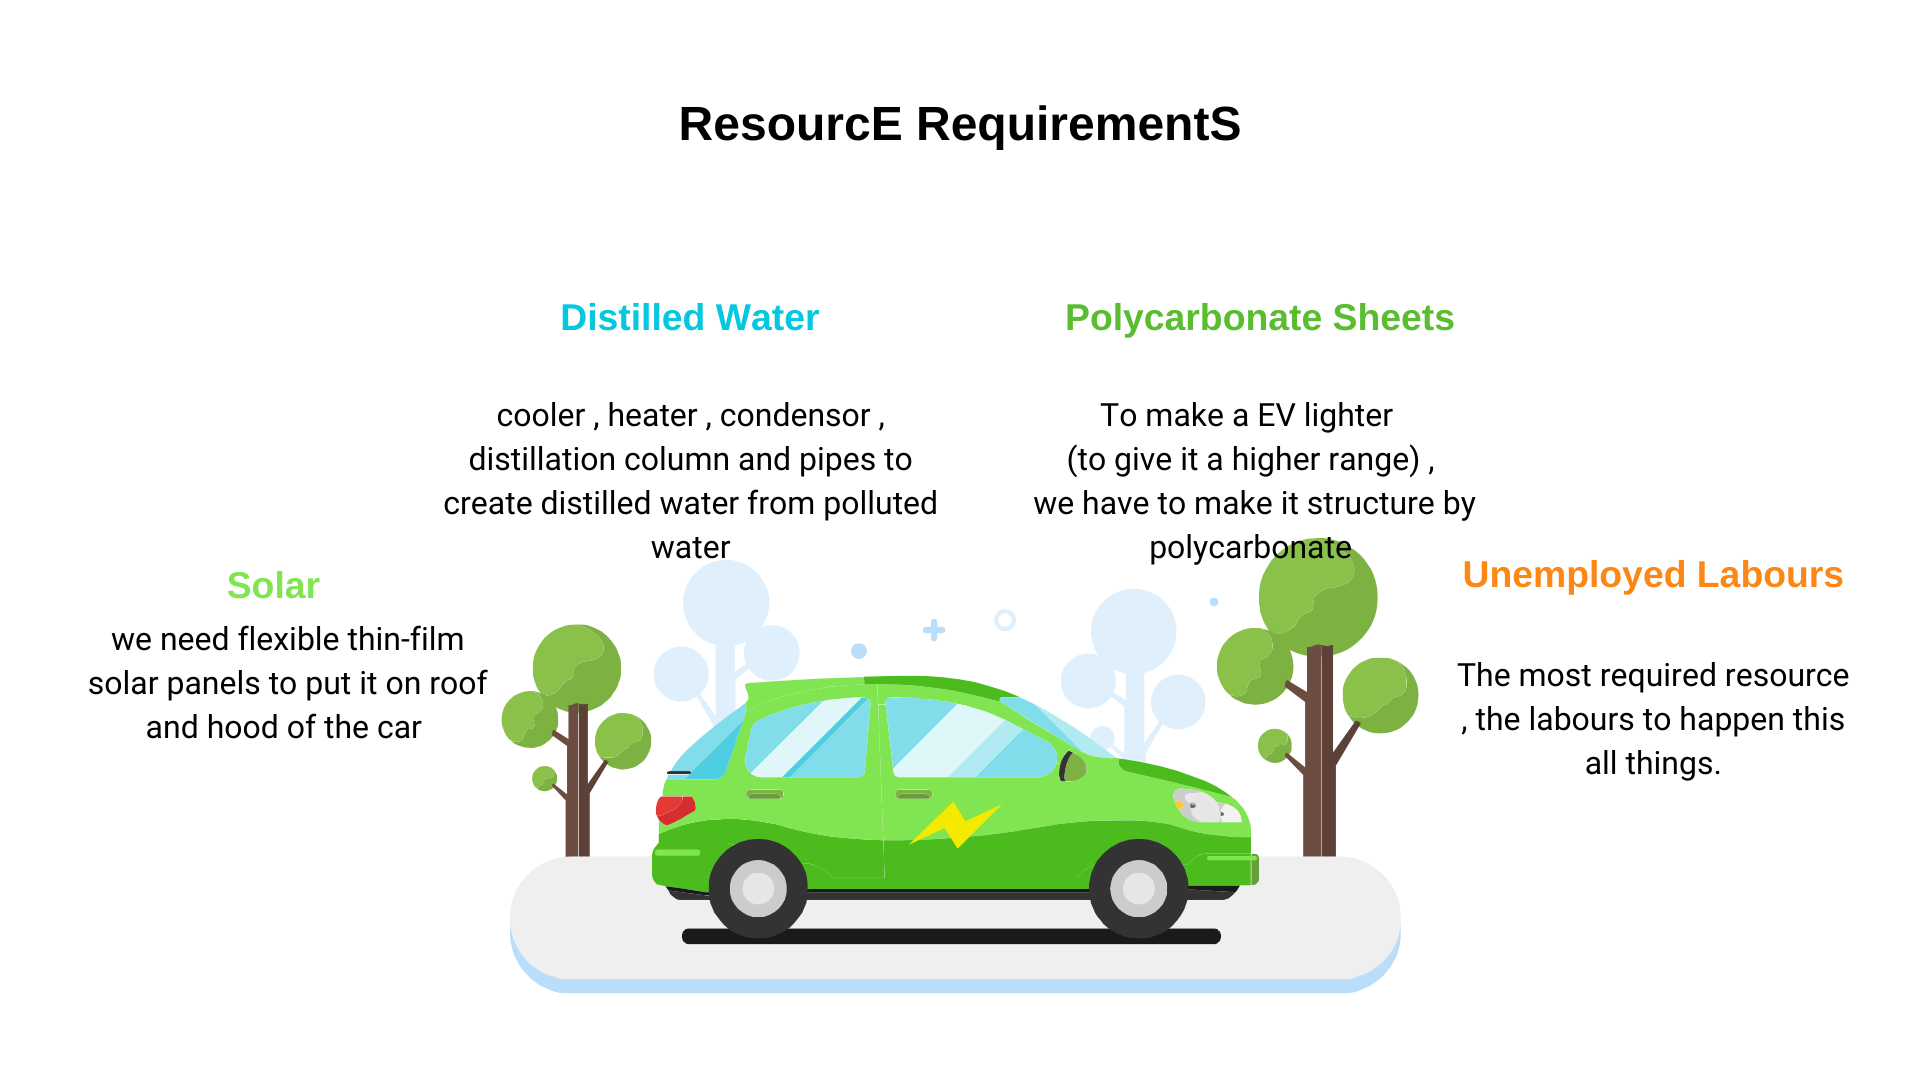 ResourcE RequirementS
Distilled Water
cooler , heater , condensor ,
distillation column and pipes to
create distilled water from polluted
water
Polycarbonate Sheets
To make a EV lighter
(to give it a higher range) ,
we have to make it structure by
polycarbonate
Solar
we need flexible thin-film
solar panels to put it on roof
and hood of the car
Unemployed Labours
The most required resource
, the labours to happen this
all things.